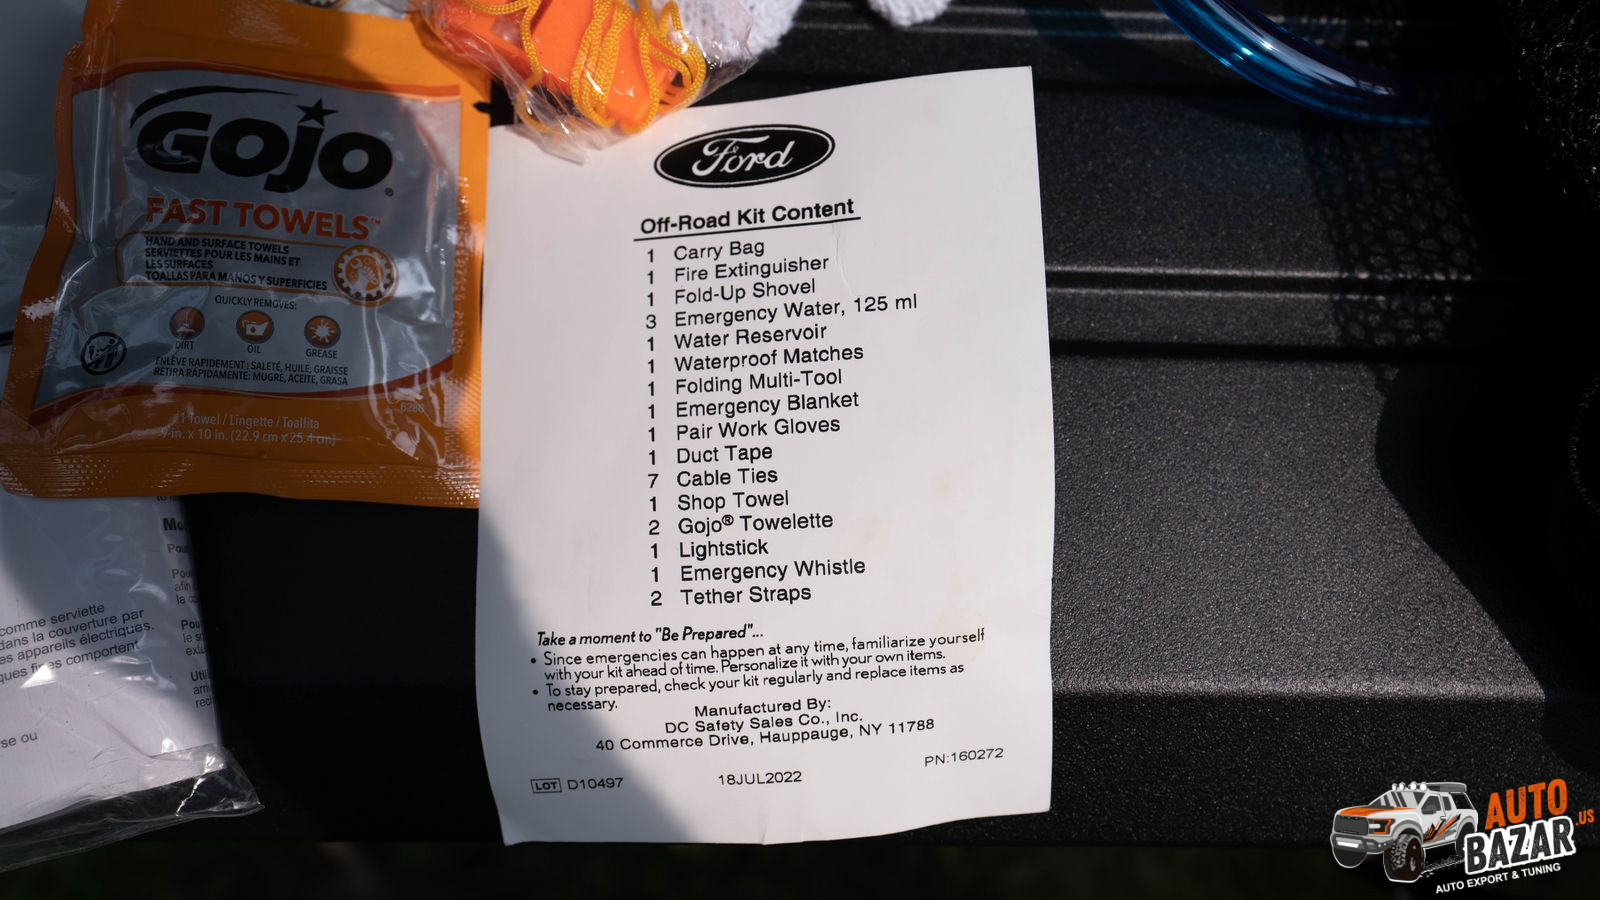 GOJO®
FAST TOWELS™
HAND AND SURFACE TOWELS
SERVIETTES POUR LES MAINS ET
LES SURFACES
TOALLAS PARA MANOS Y SUPERFICIES
QUICKLY REMOVES:
DIRT
OIL
GREASE
ENLÈVE RAPIDEMENT : SALETÉ, HUILE, GRAISSE
RETIRA RÁPIDAMENTE: MUGRE, ACEITE, GRASA
6280
1 Towel / Lingette / Toallita
9 in. x 10 in. (22.9 cm x 25.4 cm)
comme serviette
dans la couverture par
es appareils électriques.
ques fines comportent
se ou
Ford
Off-Road Kit Content
1 Carry Bag
1 Fire Extinguisher
1 Fold-Up Shovel
3 Emergency Water, 125 ml
1 Water Reservoir
1 Waterproof Matches
1 Folding Multi-Tool
1 Emergency Blanket
1 Pair Work Gloves
1 Duct Tape
7 Cable Ties
1 Shop Towel
2 Gojo® Towelette
1 Lightstick
1 Emergency Whistle
2 Tether Straps
Take a moment to "Be Prepared"...
• Since emergencies can happen at any time, familiarize yourself
with your kit ahead of time. Personalize it with your own items.
• To stay prepared, check your kit regularly and replace items as
necessary.
Manufactured By:
DC Safety Sales Co., Inc.
40 Commerce Drive, Hauppauge, NY 11788
PN:160272
LOT D10497
18JUL2022
AUTO
BAZAR.US
AUTO EXPORT & TUNING